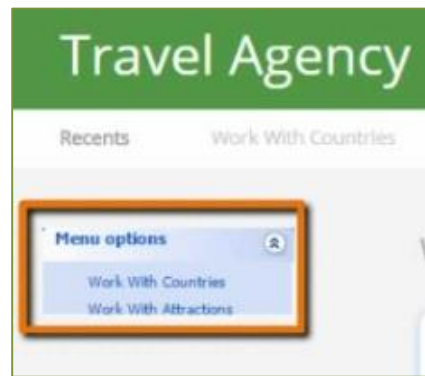 Travel Agency
Recents Work With Countries
Menu options
Work With Countries
Work With Attractions